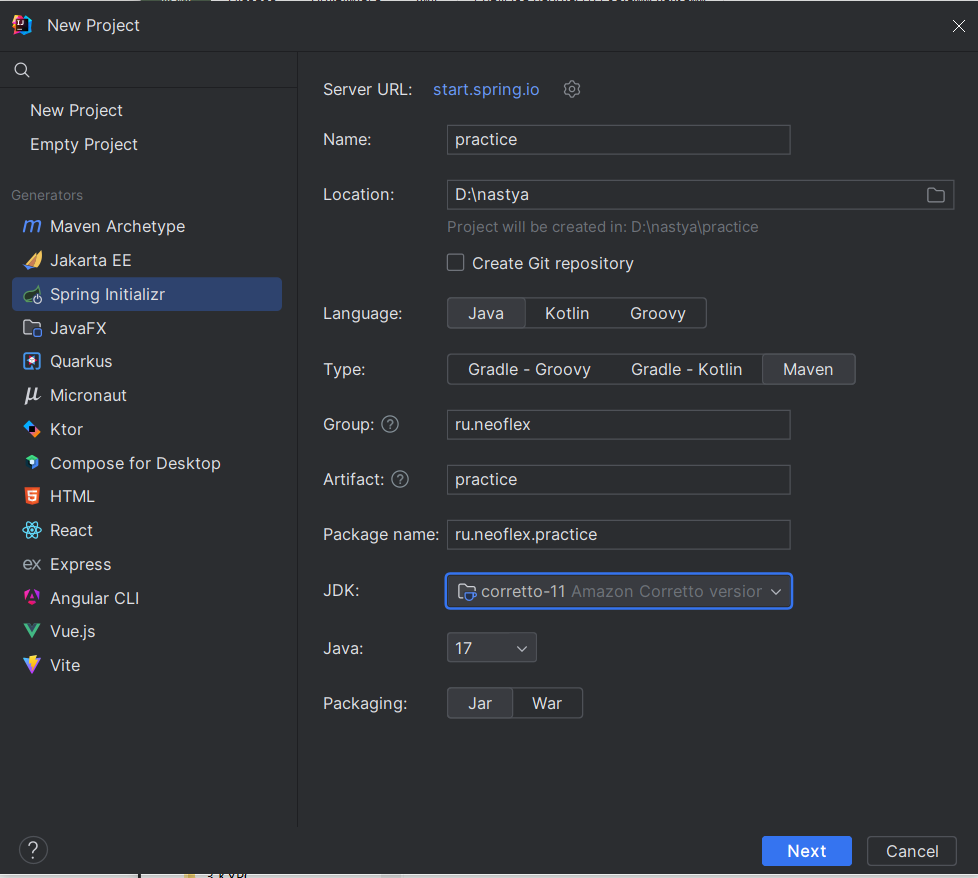 New Project
New Project
Empty Project
Generators
Maven Archetype
Jakarta EE
Spring Initializr
JavaFX
Quarkus
Micronaut
Ktor
Compose for Desktop
HTML
React
Express
Angular CLI
Vue.js
Vite
Server URL: start.spring.io
Name: practice
Location: D:\nastya
Project will be created in: D:\nastya\practice
Create Git repository
Language: Java Kotlin Groovy
Type: Gradle - Groovy Gradle - Kotlin Maven
Group: ? ru.neoflex
Artifact: ? practice
Package name: ru.neoflex.practice
JDK: corretto-11 Amazon Corretto version
Java: 17
Packaging: Jar War
? Next Cancel